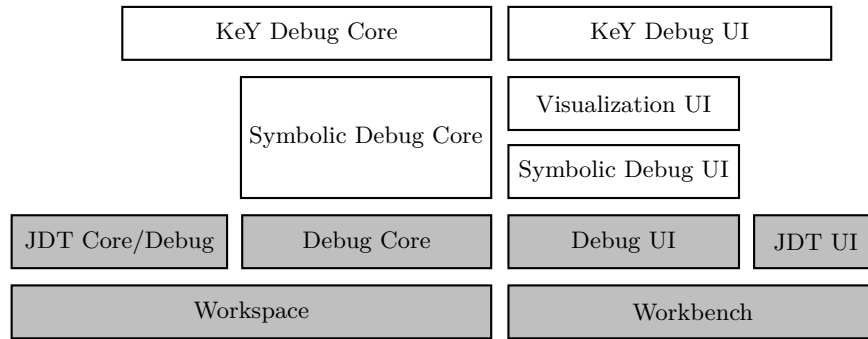 KeY Debug Core
KeY Debug UI
Visualization UI
Symbolic Debug Core
Symbolic Debug UI
JDT Core/Debug
Debug Core
Debug UI
JDT UI
Workspace
Workbench